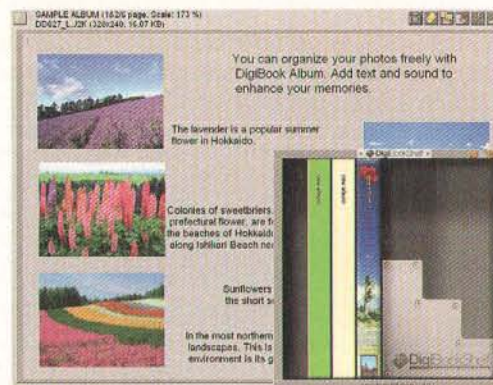 SAMPLE ALBUM (1&2/6 page, Scale: 173 %)
DD027_L.J2K (320x240, 16.07 KB)
You can organize your photos freely with
DigiBook Album. Add text and sound to
enhance your memories.
The lavender is a popular summer
flower in Hokkaido.
DigiBookShelf
Colonies of sweetbriers
prefectural flower, are f
the beaches of Hokkaid
along Ishikari Beach ne
Sunflowers
the short s
In the most northern
landscapes. This is
environment is its g
DigiBookShelf